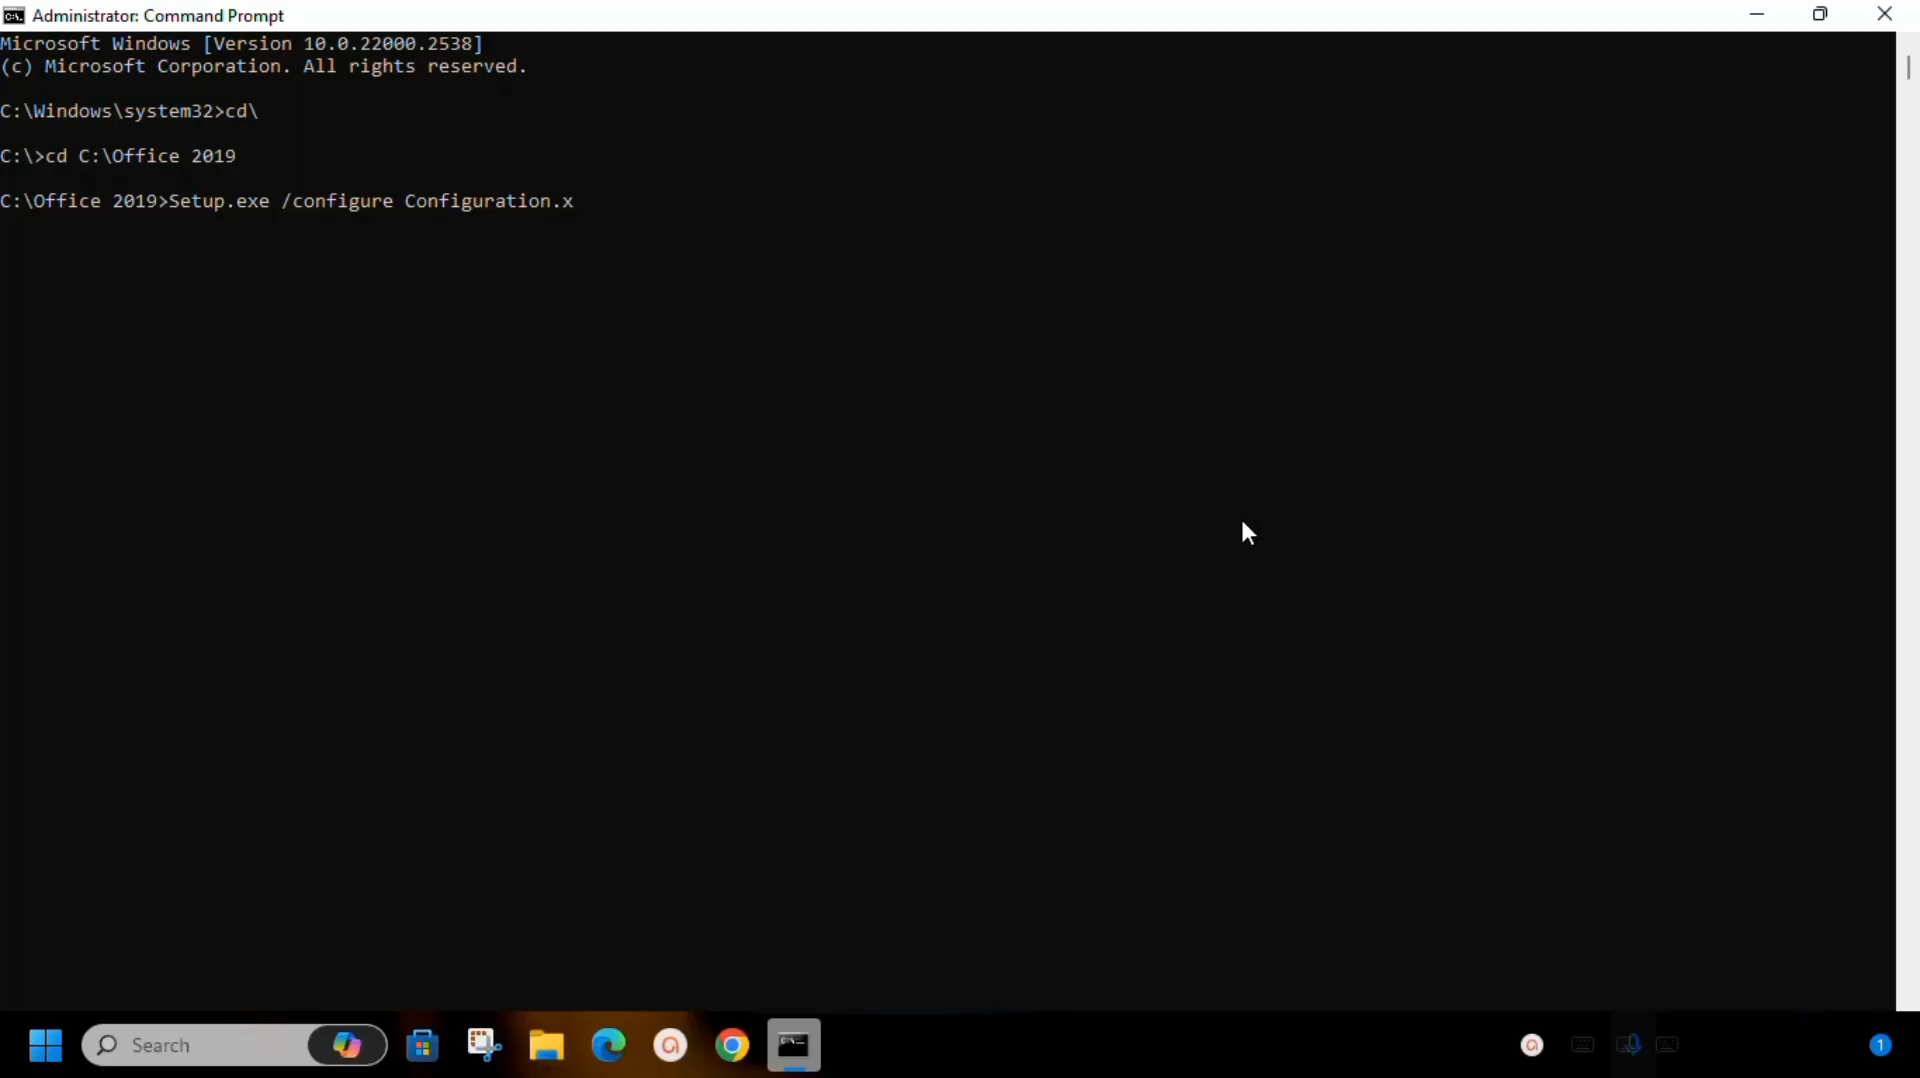 Administrator: Command Prompt
Microsoft Windows [Version 10.0.22000.2538]
(c) Microsoft Corporation. All rights reserved.
C:\Windows\system32>cd\
C:\>cd C:\Office 2019
C:\Office 2019>Setup.exe /configure Configuration.x
Search
1